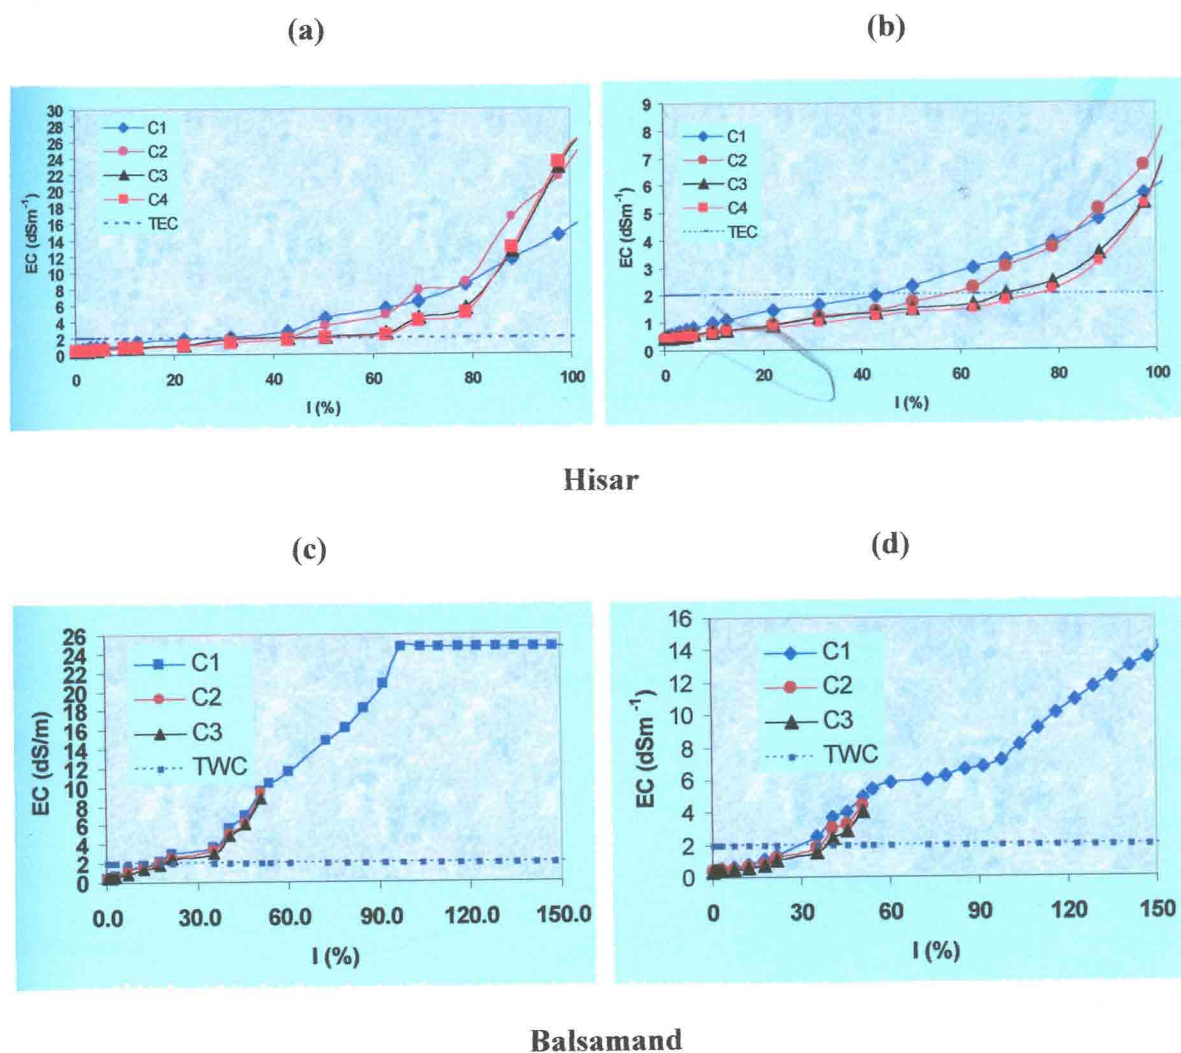 (a)
(b)
30
28
26
24
22
20
18
16
14
12
10
8
6
4
2
0
EC (dSm⁻¹)
C1
C2
C3
C4
TEC
0 20 40 60 80 100
I (%)
9
8
7
6
5
4
3
2
1
0
EC (dSm⁻¹)
C1
C2
C3
C4
TEC
0 20 40 60 80 100
I (%)
Hisar
(c)
(d)
26
24
22
20
18
16
14
12
10
8
6
4
2
0
EC (dS/m)
C1
C2
C3
TWC
0.0 30.0 60.0 90.0 120.0 150.0
I (%)
16
14
12
10
8
6
4
2
0
EC (dSm⁻¹)
C1
C2
C3
TWC
0 30 60 90 120 150
I (%)
Balsamand